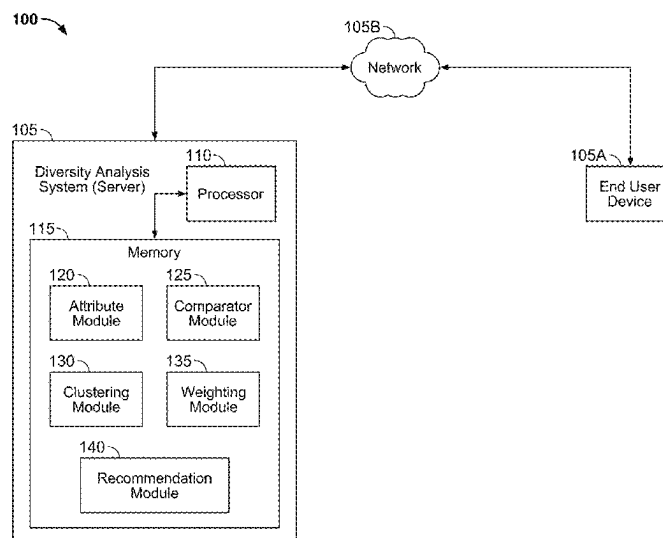 100
105B
Network
105
Diversity Analysis
System (Server)
110
Processor
105A
End User
Device
115
Memory
120
Attribute
Module
125
Comparator
Module
130
Clustering
Module
135
Weighting
Module
140
Recommendation
Module